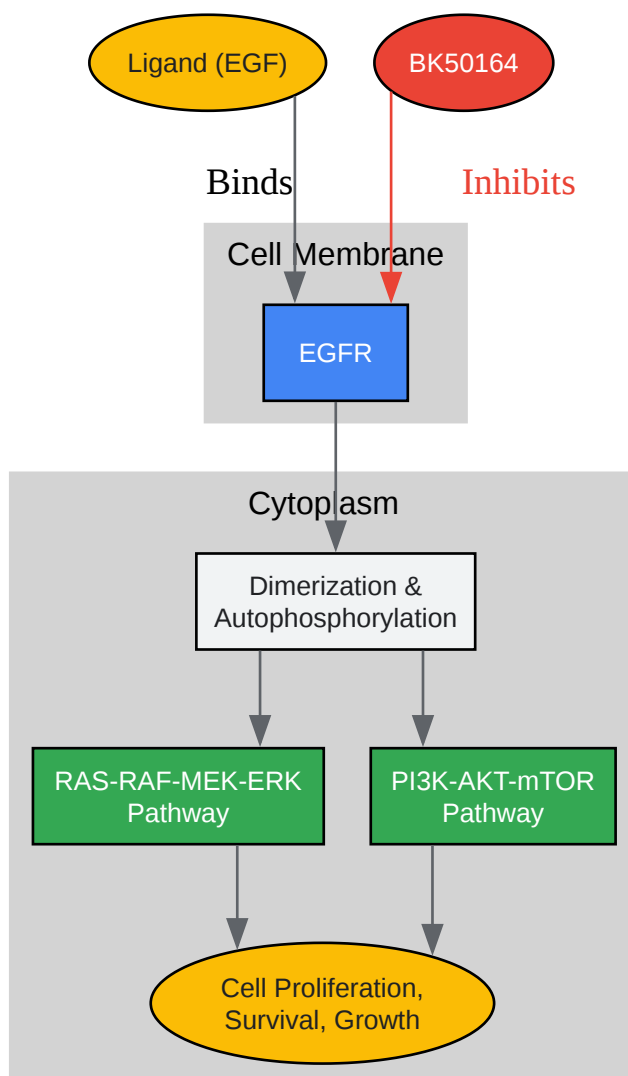 Ligand (EGF)
BK50164
Binds
Inhibits
Cell Membrane
EGFR
Cytoplasm
Dimerization &
Autophosphorylation
RAS-RAF-MEK-ERK
Pathway
PI3K-AKT-mTOR
Pathway
Cell Proliferation,
Survival, Growth